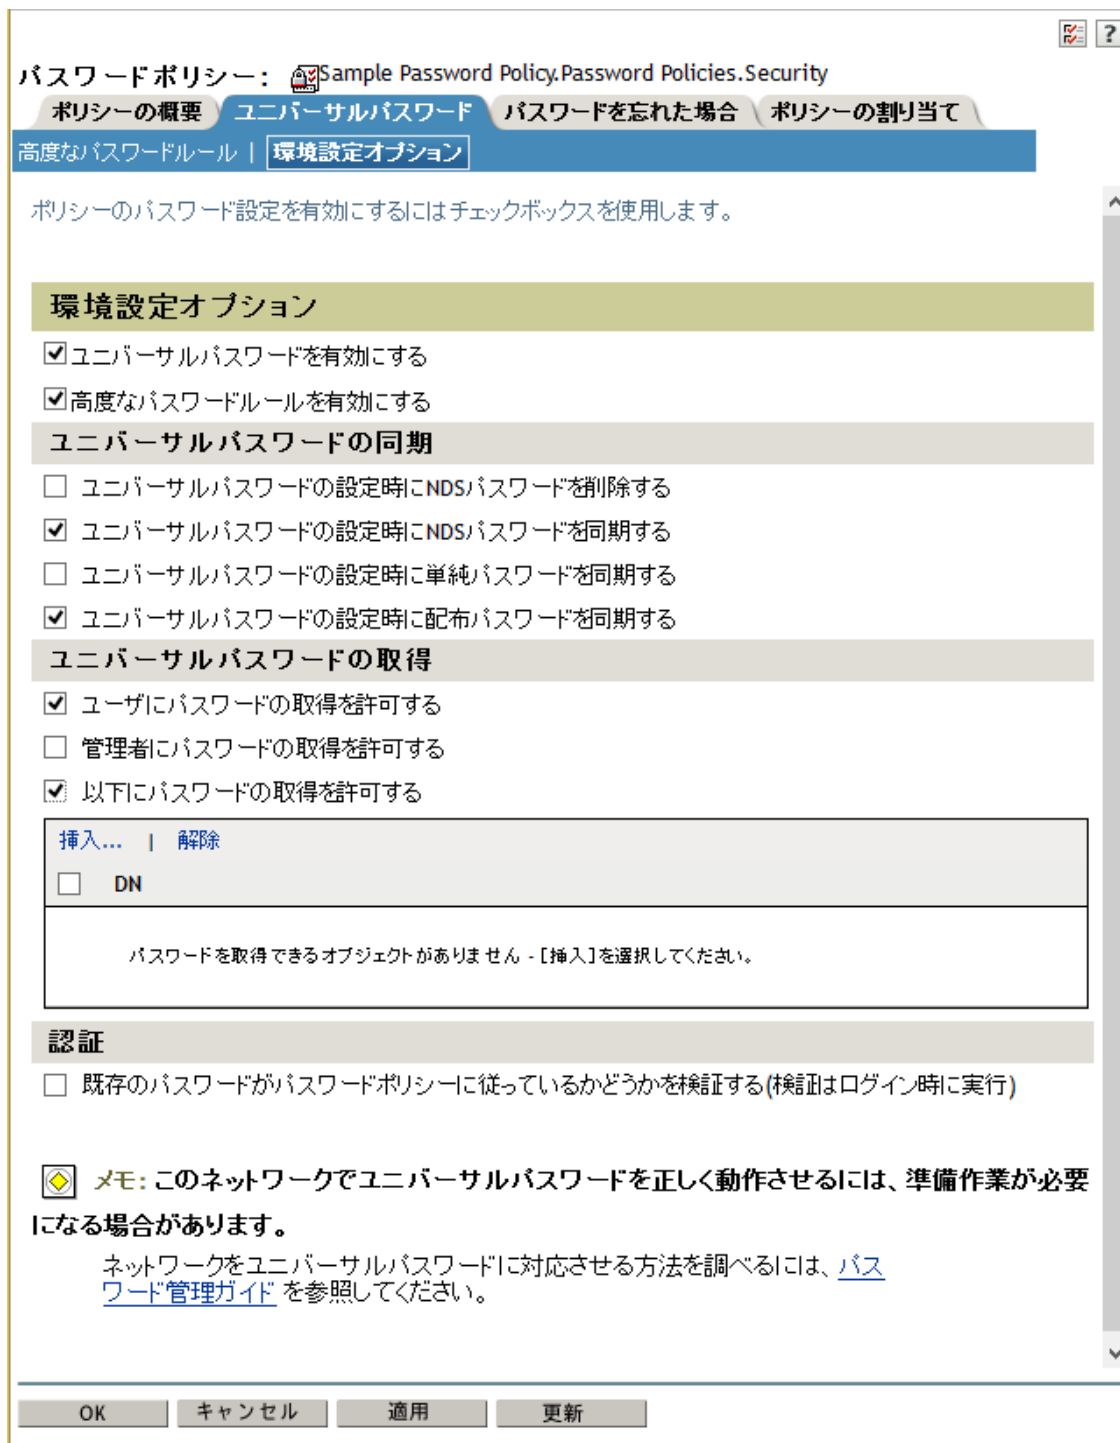 ?
パスワードポリシー: Sample Password Policy.Password Policies.Security
ポリシーの概要 ユニバーサルパスワード パスワードを忘れた場合 ポリシーの割り当て
高度なパスワードルール | 環境設定オプション
ポリシーのパスワード設定を有効にするにはチェックボックスを使用します。
環境設定オプション
ユニバーサルパスワードを有効にする
高度なパスワードルールを有効にする
ユニバーサルパスワードの同期
ユニバーサルパスワードの設定時にNDSパスワードを削除する
ユニバーサルパスワードの設定時にNDSパスワードを同期する
ユニバーサルパスワードの設定時に単純パスワードを同期する
ユニバーサルパスワードの設定時に配布パスワードを同期する
ユニバーサルパスワードの取得
ユーザにパスワードの取得を許可する
管理者にパスワードの取得を許可する
以下にパスワードの取得を許可する
挿入... | 解除
DN
パスワードを取得できるオブジェクトがありません - [挿入]を選択してください。
認証
既存のパスワードがパスワードポリシーに従っているかどうかを検証する(検証はログイン時に実行)
メモ: このネットワークでユニバーサルパスワードを正しく動作させるには、準備作業が必要
になる場合があります。
ネットワークをユニバーサルパスワードに対応させる方法を調べるには、パス
ワード管理ガイド を参照してください。
OK キャンセル 適用 更新